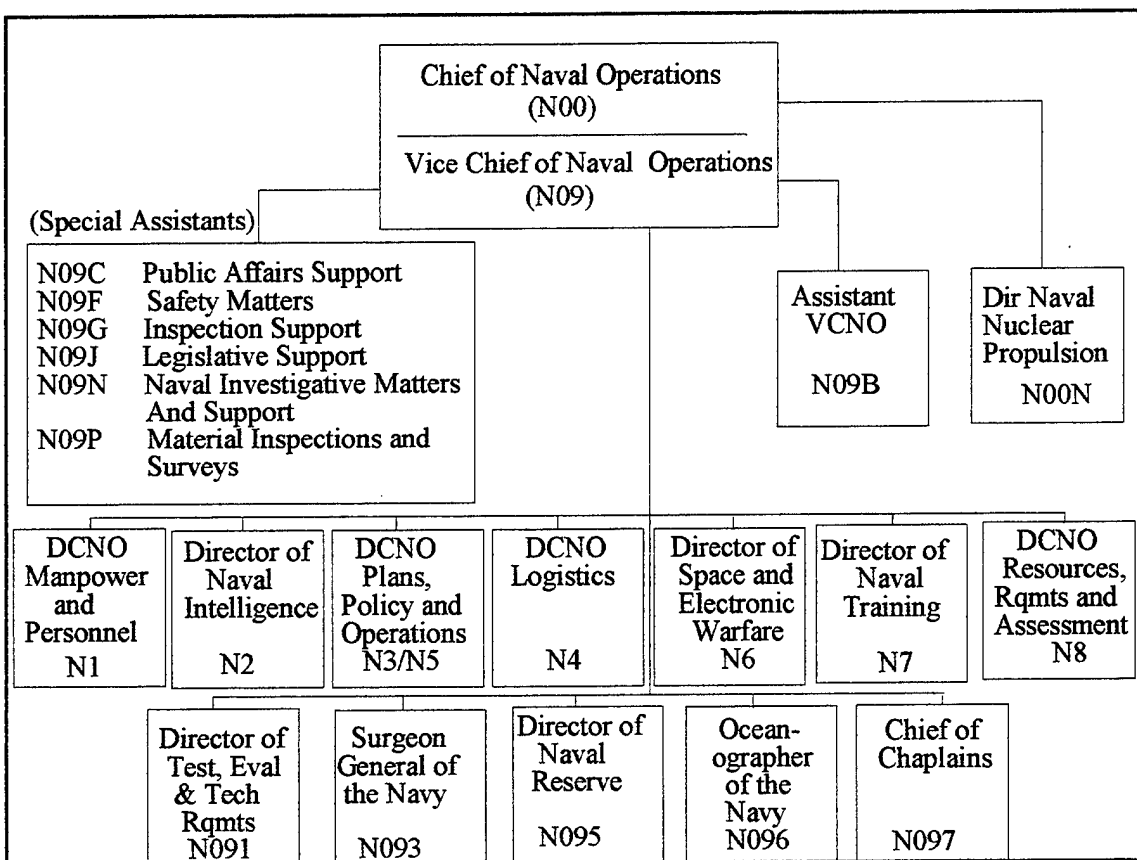 Chief of Naval Operations
(N00)
Vice Chief of Naval Operations
(N09)
(Special Assistants)
N09C Public Affairs Support
N09F Safety Matters
N09G Inspection Support
N09J Legislative Support
N09N Naval Investigative Matters
And Support
N09P Material Inspections and
Surveys
Assistant
VCNO
N09B
Dir Naval
Nuclear
Propulsion
N00N
DCNO
Manpower
and
Personnel
N1
Director of
Naval
Intelligence
N2
DCNO
Plans,
Policy and
Operations
N3/N5
DCNO
Logistics
N4
Director of
Space and
Electronic
Warfare
N6
Director of
Naval
Training
N7
DCNO
Resources,
Rqmts and
Assessment
N8
Director of
Test, Eval
& Tech
Rqmts
N091
Surgeon
General of
the Navy
N093
Director of
Naval
Reserve
N095
Ocean-
ographer
of the
Navy
N096
Chief of
Chaplains
N097